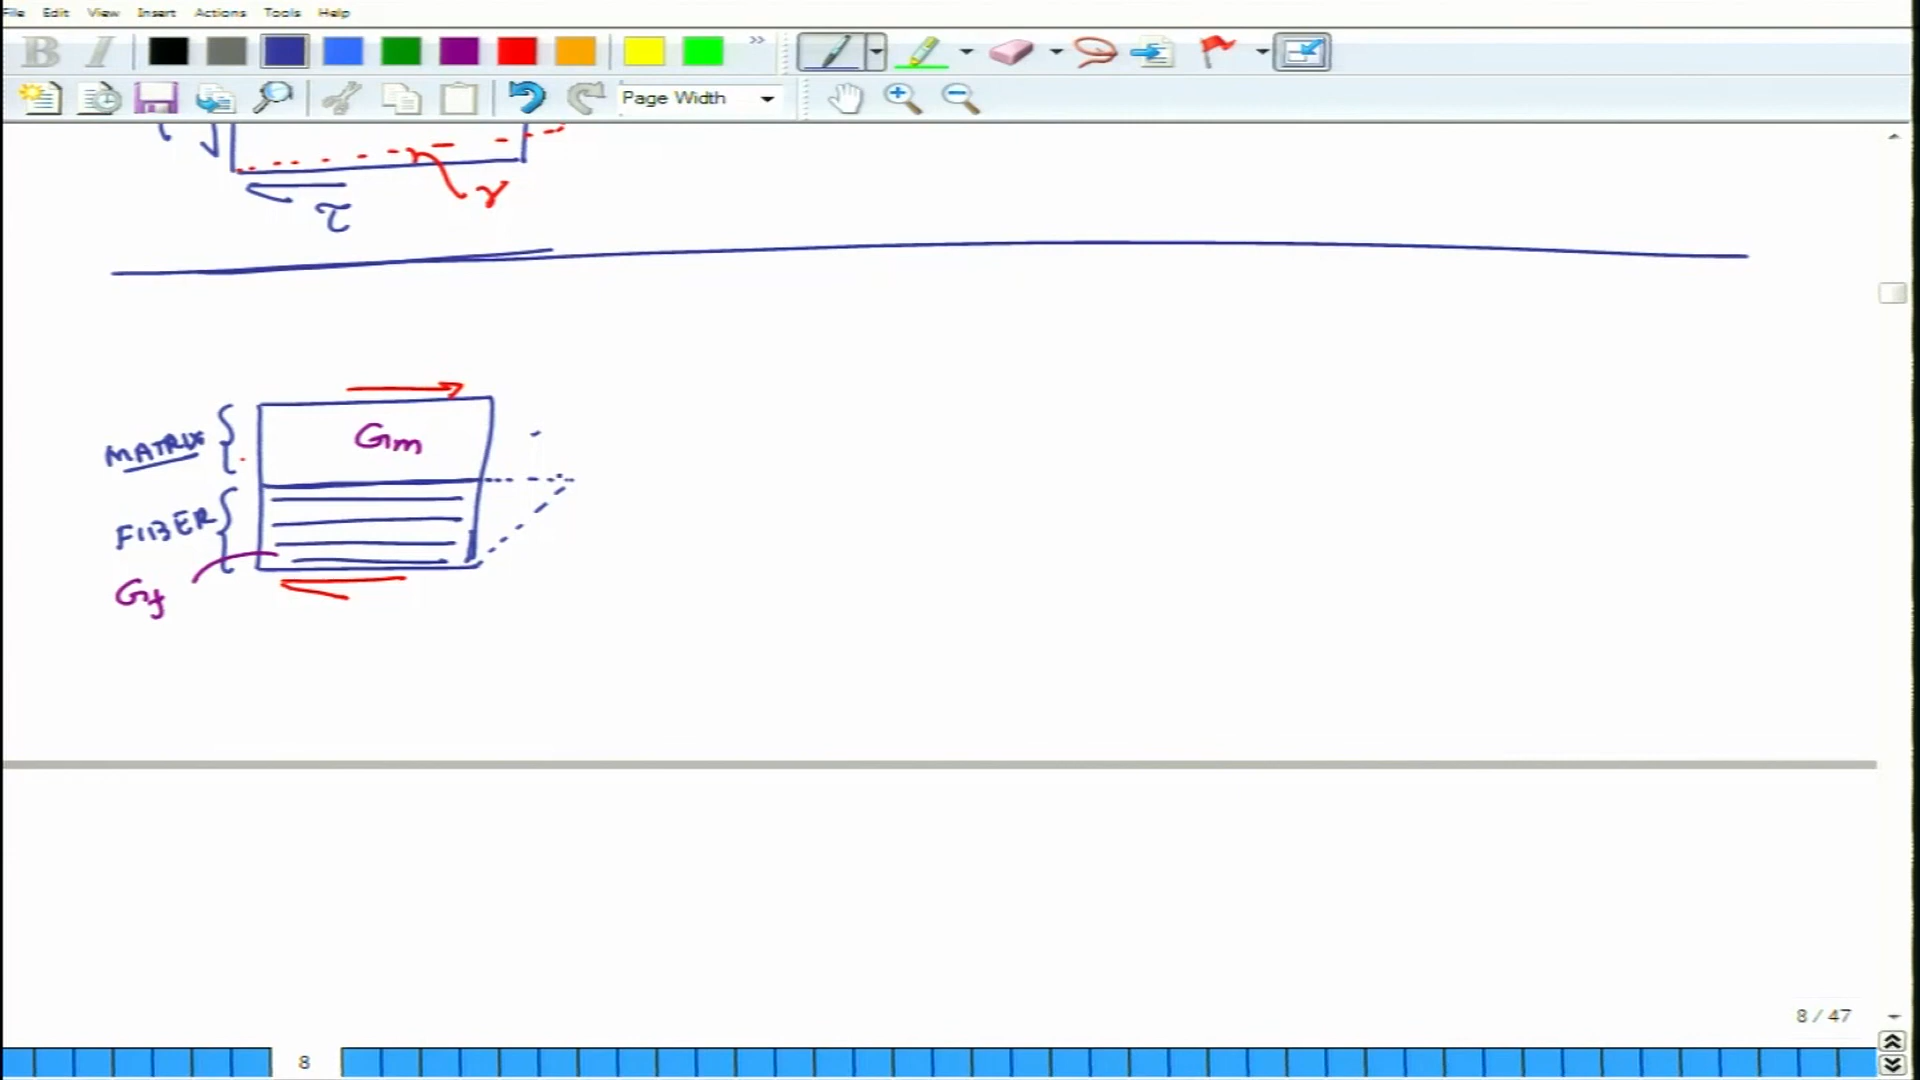 File Edit View Insert Actions Tools Help
B I
Page Width
γ
τ
MATRIX
Gm
FIBER
Gf
8 / 47
8